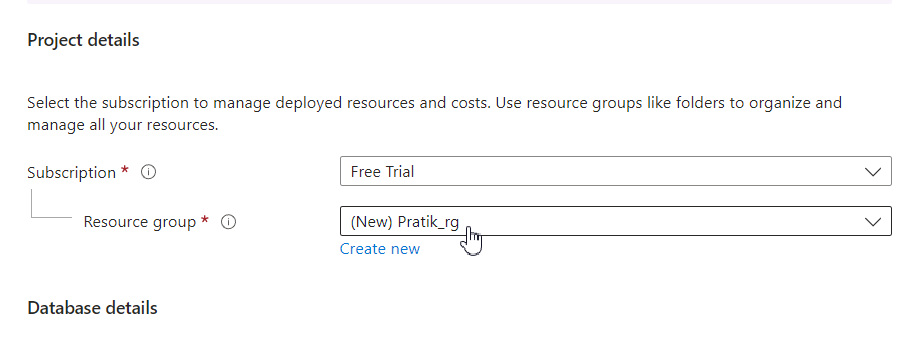 Project details
Select the subscription to manage deployed resources and costs. Use resource groups like folders to organize and
manage all your resources.
Subscription *
Free Trial
Resource group *
(New) Pratik_rg
Create new
Database details